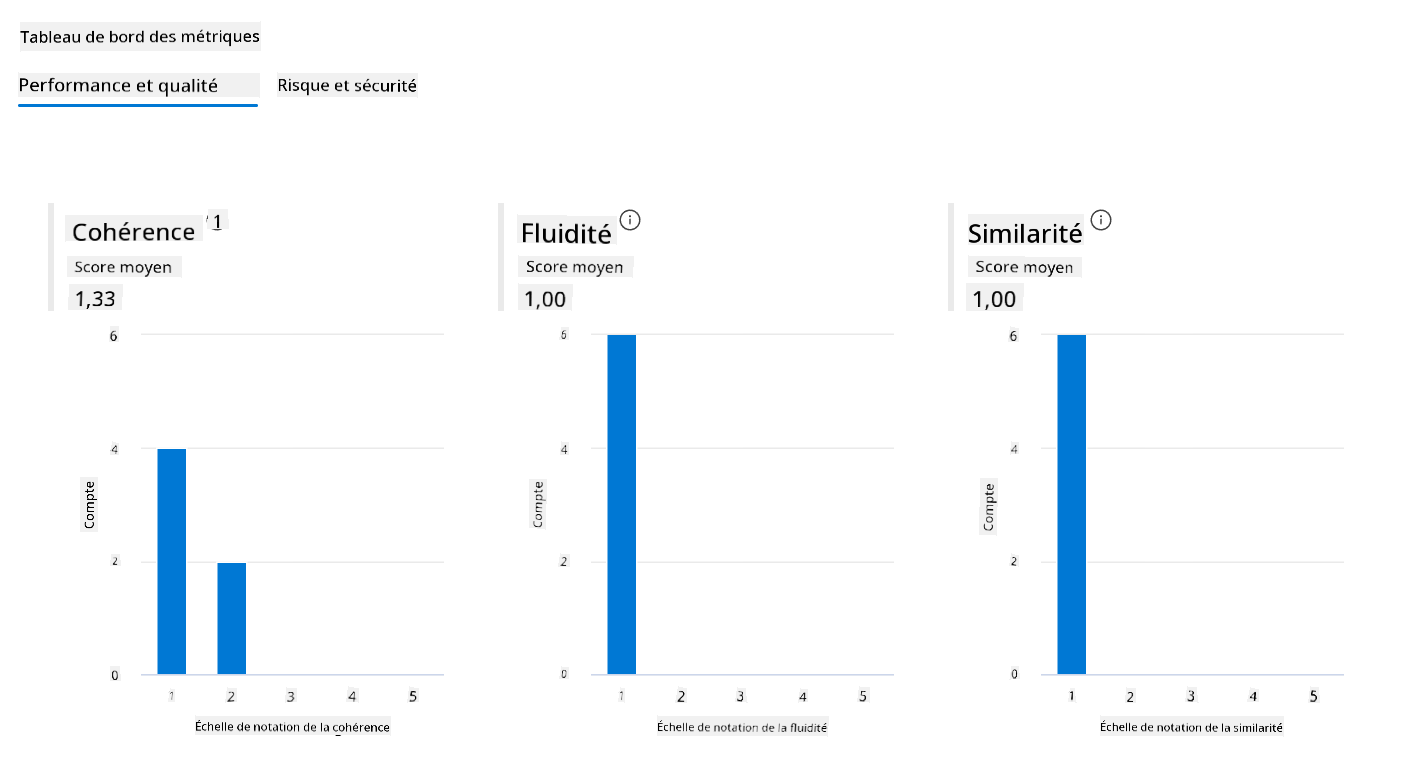 Tableau de bord des métriques
Performance et qualité
Risque et sécurité
Cohérence 1
Score moyen
1,33
6
4
2
0
Compte
1 2 3 4 5
Échelle de notation de la cohérence
Fluidité
Score moyen
1,00
6
4
2
0
Compte
1 2 3 4 5
Échelle de notation de la fluidité
Similarité
Score moyen
1,00
6
4
2
0
Compte
1 2 3 4 5
Échelle de notation de la similarité